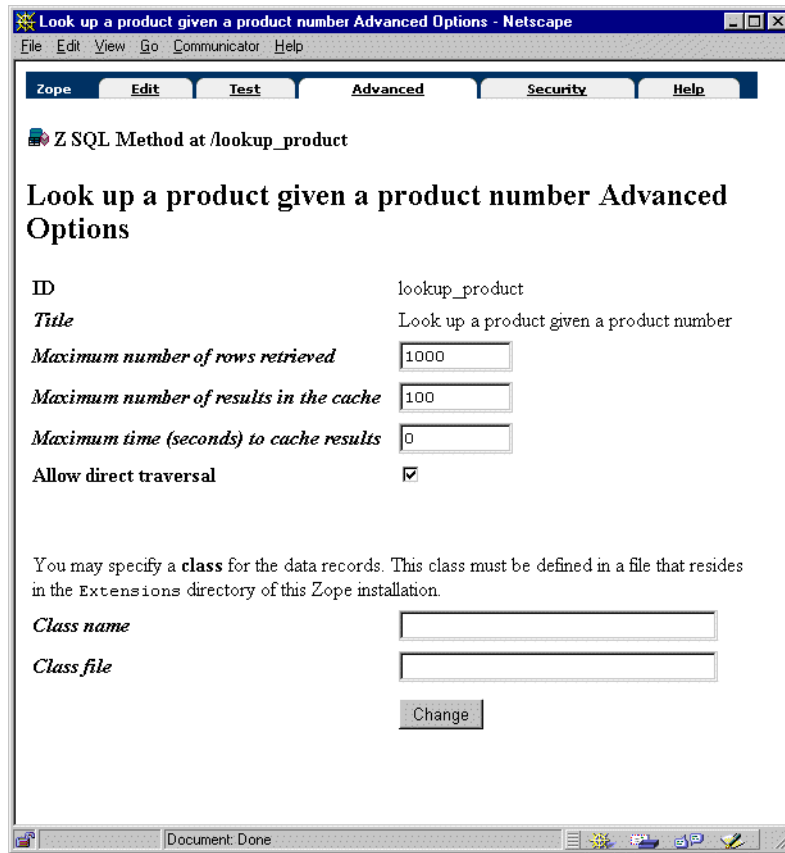 Look up a product given a product number Advanced Options - Netscape
File Edit View Go Communicator Help
Zope Edit Test Advanced Security Help
Z SQL Method at /lookup_product
Look up a product given a product number Advanced
Options
ID lookup_product
Title Look up a product given a product number
Maximum number of rows retrieved 1000
Maximum number of results in the cache 100
Maximum time (seconds) to cache results 0
Allow direct traversal
You may specify a class for the data records. This class must be defined in a file that resides
in the Extensions directory of this Zope installation.
Class name
Class file
Change
Document: Done